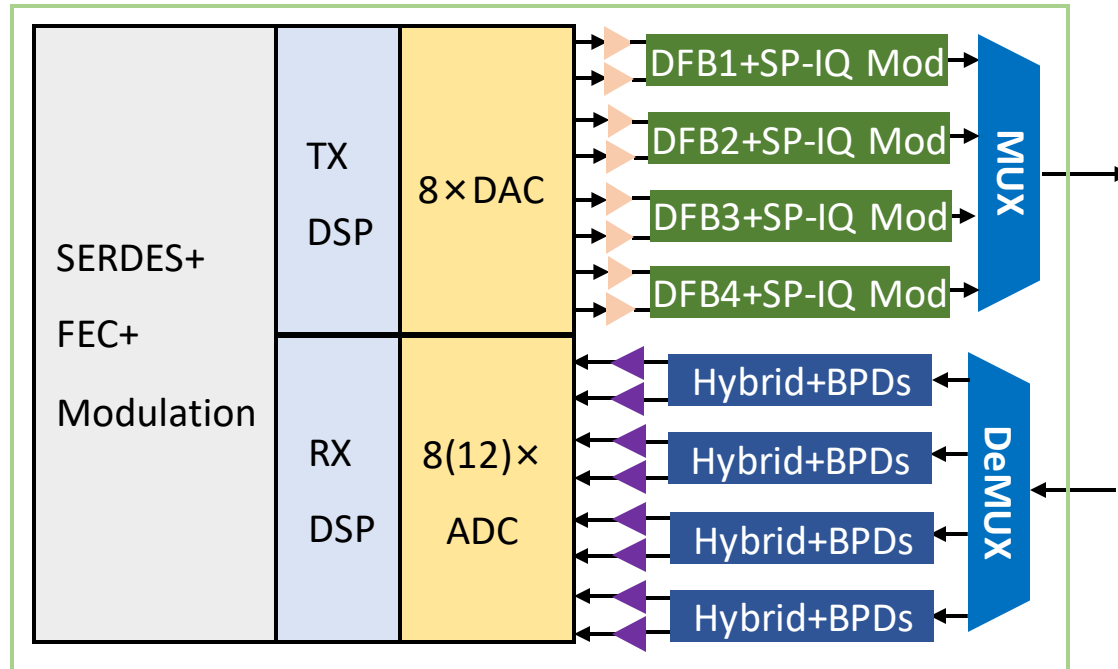 SERDES+
FEC+
Modulation
TX
DSP
8×DAC
DFB1+SP-IQ Mod
DFB2+SP-IQ Mod
DFB3+SP-IQ Mod
DFB4+SP-IQ Mod
MUX
RX
DSP
8(12)×
ADC
Hybrid+BPDs
Hybrid+BPDs
Hybrid+BPDs
Hybrid+BPDs
DeMUX